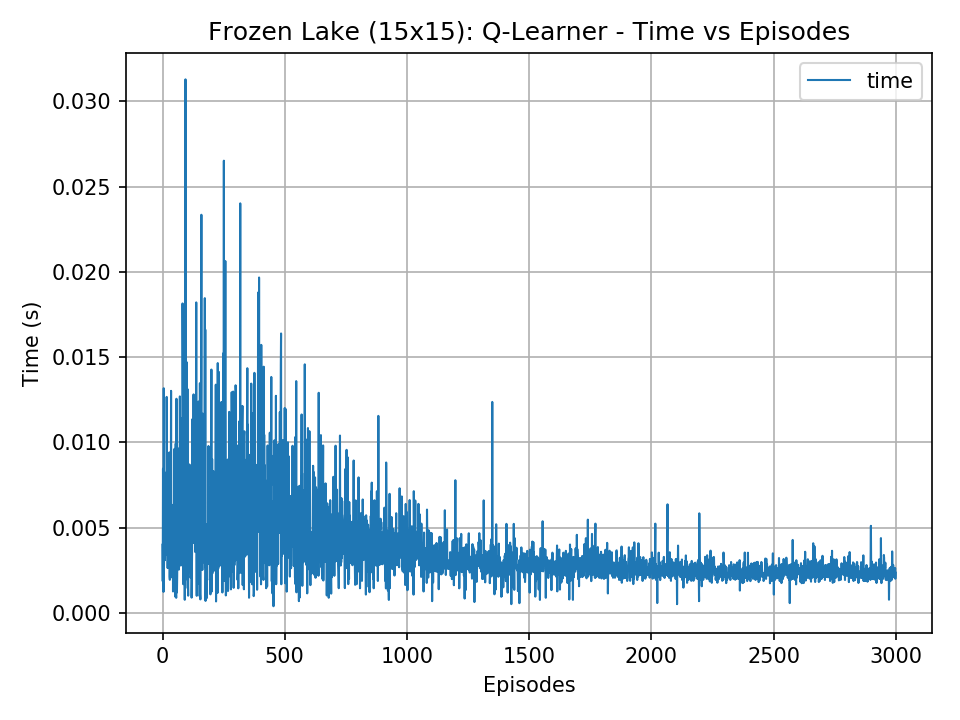 Frozen Lake (15x15): Q-Learner - Time vs Episodes
time
0.030
0.025
0.020
0.015
0.010
0.005
0.000
Time (s)
0 500 1000 1500 2000 2500 3000
Episodes